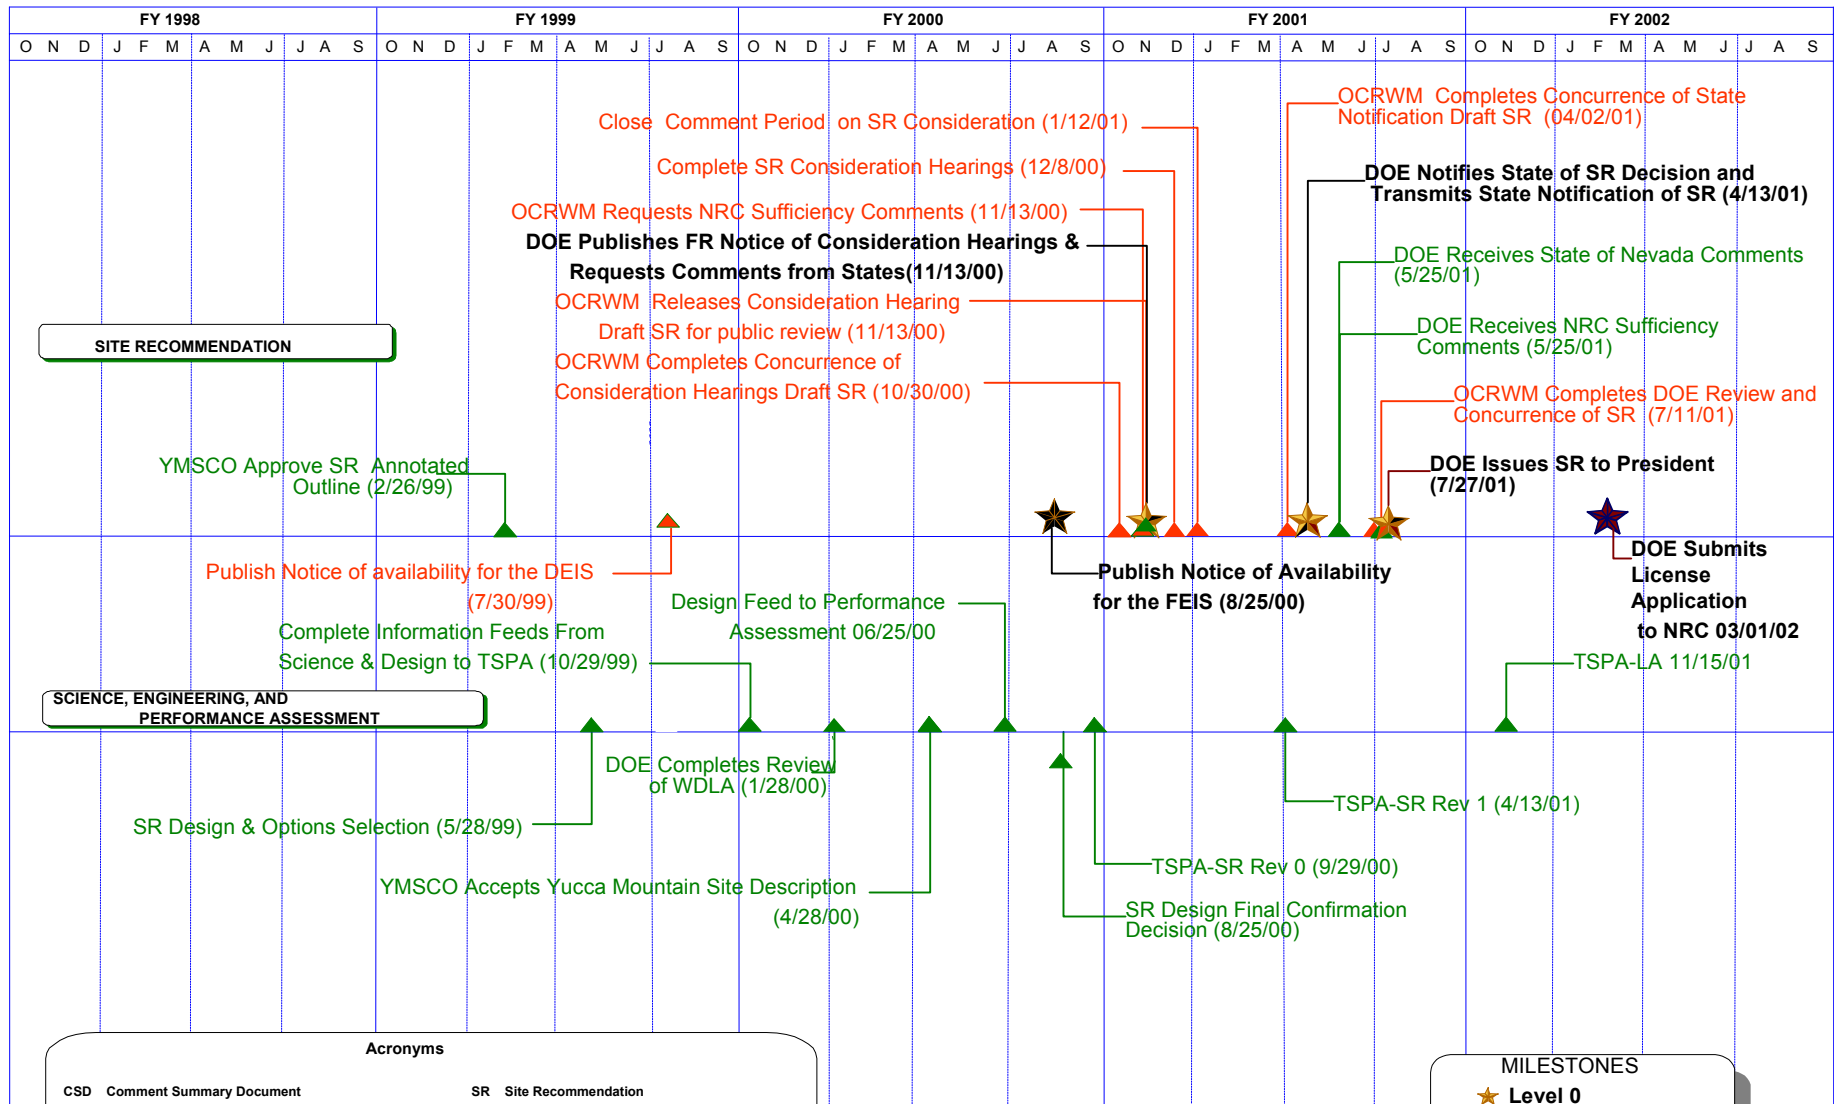 FY 1998 FY 1999 FY 2000 FY 2001 FY 2002
O N D J F M A M J J A S O N D J F M A M J J A S O N D J F M A M J J A S O N D J F M A M J J A S O N D J F M A M J J A S
Close Comment Period on SR Consideration (1/12/01)
Complete SR Consideration Hearings (12/8/00)
OCRWM Requests NRC Sufficiency Comments (11/13/00)
DOE Publishes FR Notice of Consideration Hearings &
Requests Comments from States(11/13/00)
OCRWM Releases Consideration Hearing
Draft SR for public review (11/13/00)
OCRWM Completes Concurrence of
Consideration Hearings Draft SR (10/30/00)
OCRWM Completes Concurrence of State
Notification Draft SR (04/02/01)
DOE Notifies State of SR Decision and
Transmits State Notification of SR (4/13/01)
DOE Receives State of Nevada Comments
(5/25/01)
DOE Receives NRC Sufficiency
Comments (5/25/01)
OCRWM Completes DOE Review and
Concurrence of SR (7/11/01)
DOE Issues SR to President
(7/27/01)
SITE RECOMMENDATION
YMSCO Approve SR Annotated
Outline (2/26/99)
Publish Notice of availability for the DEIS
(7/30/99)
Publish Notice of Availability
for the FEIS (8/25/00)
DOE Submits
License
Application
to NRC 03/01/02
Design Feed to Performance
Assessment 06/25/00
Complete Information Feeds From
Science & Design to TSPA (10/29/99)
TSPA-LA 11/15/01
SCIENCE, ENGINEERING, AND
PERFORMANCE ASSESSMENT
DOE Completes Review
of WDLA (1/28/00)
SR Design & Options Selection (5/28/99)
TSPA-SR Rev 1 (4/13/01)
TSPA-SR Rev 0 (9/29/00)
YMSCO Accepts Yucca Mountain Site Description
(4/28/00)
SR Design Final Confirmation
Decision (8/25/00)
Acronyms
CSD Comment Summary Document SR Site Recommendation
MILESTONES
Level 0